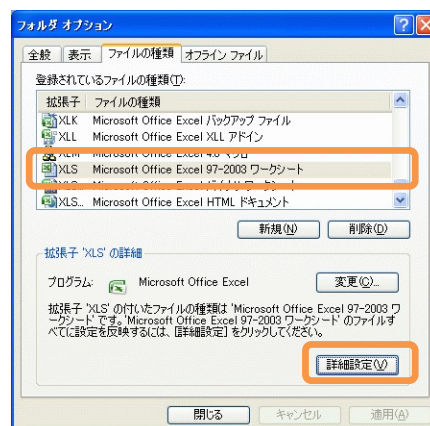 フォルダ オプション
全般 表示 ファイルの種類 オフライン ファイル
登録されているファイルの種類(T):
拡張子 ファイルの種類
XLK Microsoft Office Excel バックアップ ファイル
XLL Microsoft Office Excel XLL アドイン
XLM Microsoft Office Excel 4.0 マクロ
XLS Microsoft Office Excel 97-2003 ワークシート
XLS... Microsoft Office Excel HTML ドキュメント
新規(N) 削除(D)
拡張子 'XLS' の詳細
プログラム: Microsoft Office Excel 変更(C)...
拡張子 'XLS' の付いたファイルの種類は 'Microsoft Office Excel 97-2003 ワ
ークシート' です。'Microsoft Office Excel 97-2003 ワークシート' のファイルす
べてに設定を反映するには、[詳細設定] をクリックしてください。
詳細設定(V)
閉じる キャンセル 適用(A)